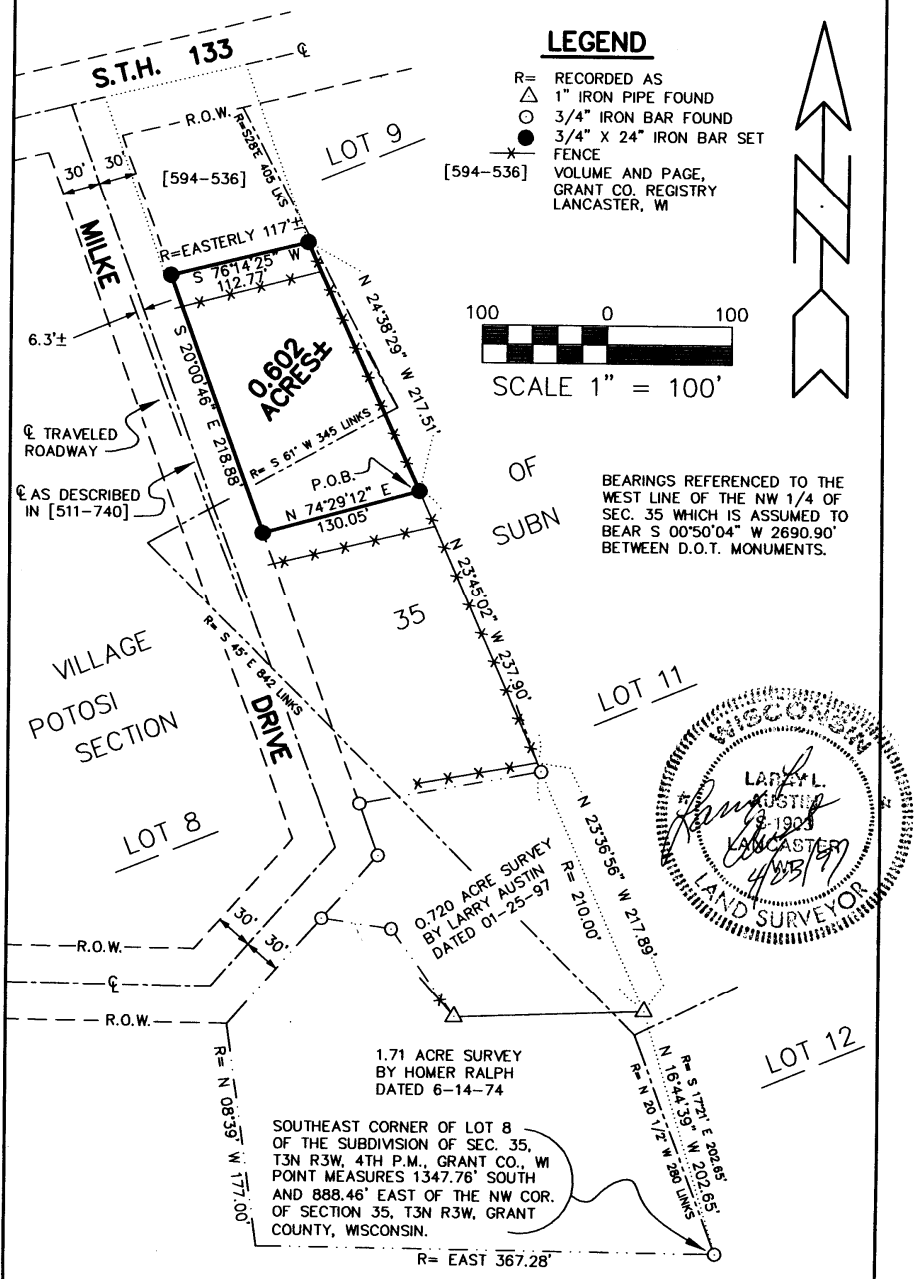 S.T.H. 133
℄
LEGEND
R= RECORDED AS
1" IRON PIPE FOUND
3/4" IRON BAR FOUND
3/4" X 24" IRON BAR SET
FENCE
[594-536] VOLUME AND PAGE,
GRANT CO. REGISTRY
LANCASTER, WI
R.O.W.
R=S28°E 405 LKS
LOT 9
30' 30'
[594-536]
MILKE
R=EASTERLY 117'±
S 76°14'25" W
112.77'
N 24°38'29" W 217.51'
6.3'±
S 20°00'46" E 218.88'
0.602
ACRES±
100 0 100
SCALE 1" = 100'
℄ TRAVELED
ROADWAY
R= S 61° W 345 LINKS
P.O.B.
℄ AS DESCRIBED
IN [511-740]
N 74°29'12" E
130.05'
OF
SUBN
BEARINGS REFERENCED TO THE
WEST LINE OF THE NW 1/4 OF
SEC. 35 WHICH IS ASSUMED TO
BEAR S 00°50'04" W 2690.90'
BETWEEN D.O.T. MONUMENTS.
N 23°45'02" W 237.90'
35
R= S 45° E 842 LINKS
VILLAGE
POTOSI
SECTION
DRIVE
LOT 11
LOT 8
WISCONSIN
LARRY L.
AUSTIN
S-1903
LANCASTER
WI
LAND SURVEYOR
Larry L Austin
4/23/97
0.720 ACRE SURVEY
BY LARRY AUSTIN
DATED 01-25-97
N 23°36'56" W 217.89'
R= 210.00'
30'
30'
R.O.W.
℄
R.O.W.
LOT 12
1.71 ACRE SURVEY
BY HOMER RALPH
DATED 6-14-74
R= N 08°39' W 177.00'
R= S 17°21' E 202.65'
N 16°44'39" W 202.65'
R= N 20 1/2° W 280 LINKS
SOUTHEAST CORNER OF LOT 8
OF THE SUBDIVISION OF SEC. 35,
T3N R3W, 4TH P.M., GRANT CO., WI
POINT MEASURES 1347.76' SOUTH
AND 888.46' EAST OF THE NW COR.
OF SECTION 35, T3N R3W, GRANT
COUNTY, WISCONSIN.
R= EAST 367.28'